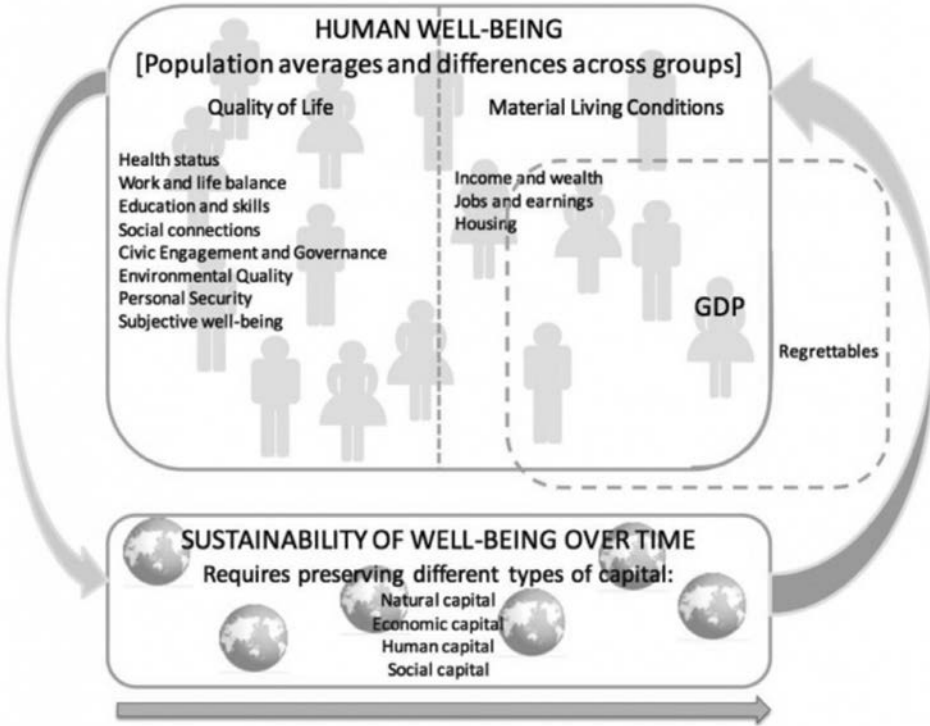 HUMAN WELL-BEING
[Population averages and differences across groups]
Quality of Life
Health status
Work and life balance
Education and skills
Social connections
Civic Engagement and Governance
Environmental Quality
Personal Security
Subjective well-being
Material Living Conditions
Income and wealth
Jobs and earnings
Housing
GDP
Regrettables
SUSTAINABILITY OF WELL-BEING OVER TIME
Requires preserving different types of capital:
Natural capital
Economic capital
Human capital
Social capital